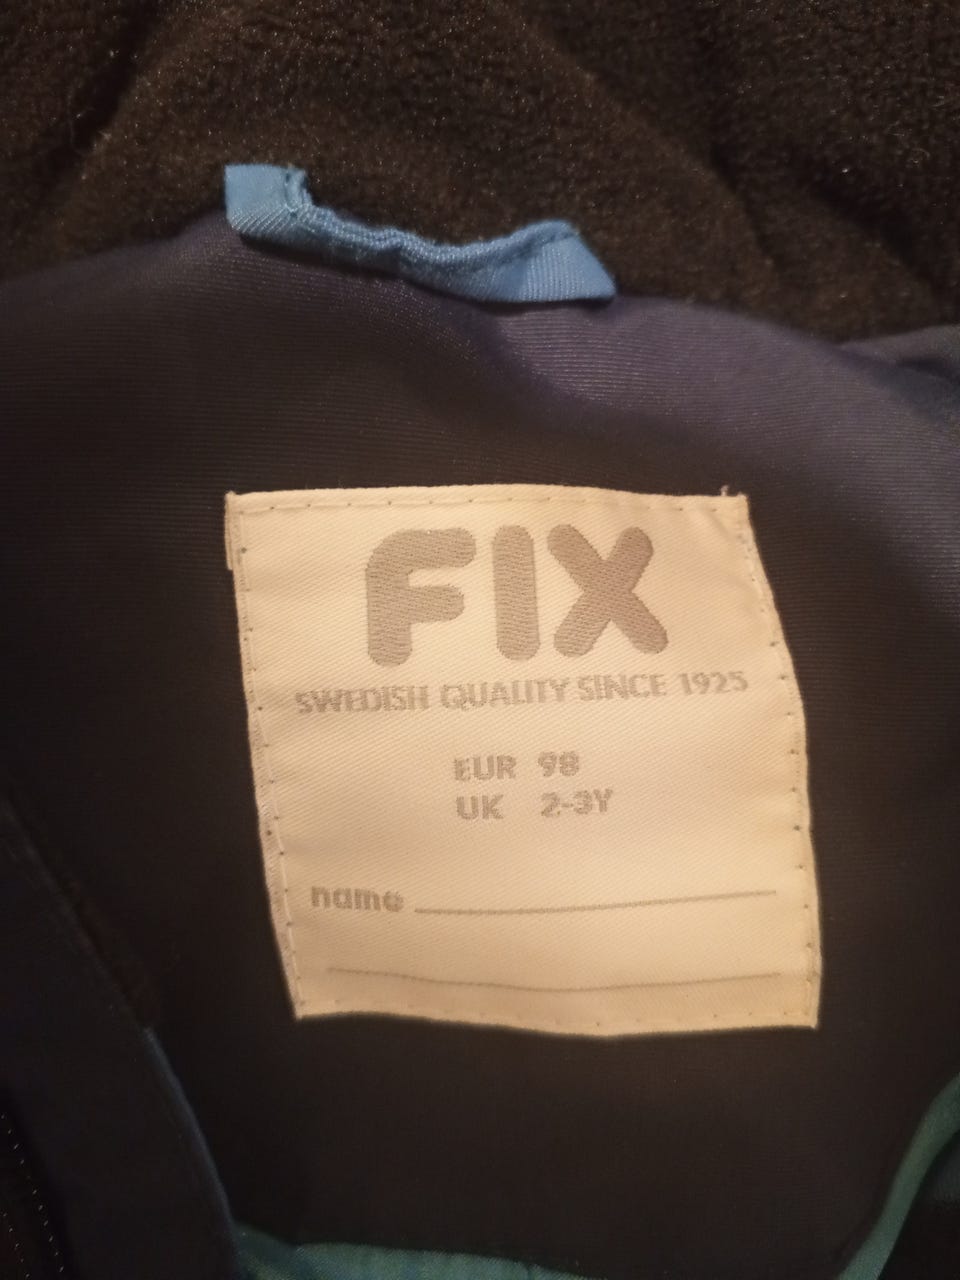 FIX
SWEDISH QUALITY SINCE 1925
EUR 98
UK 2-3Y
name